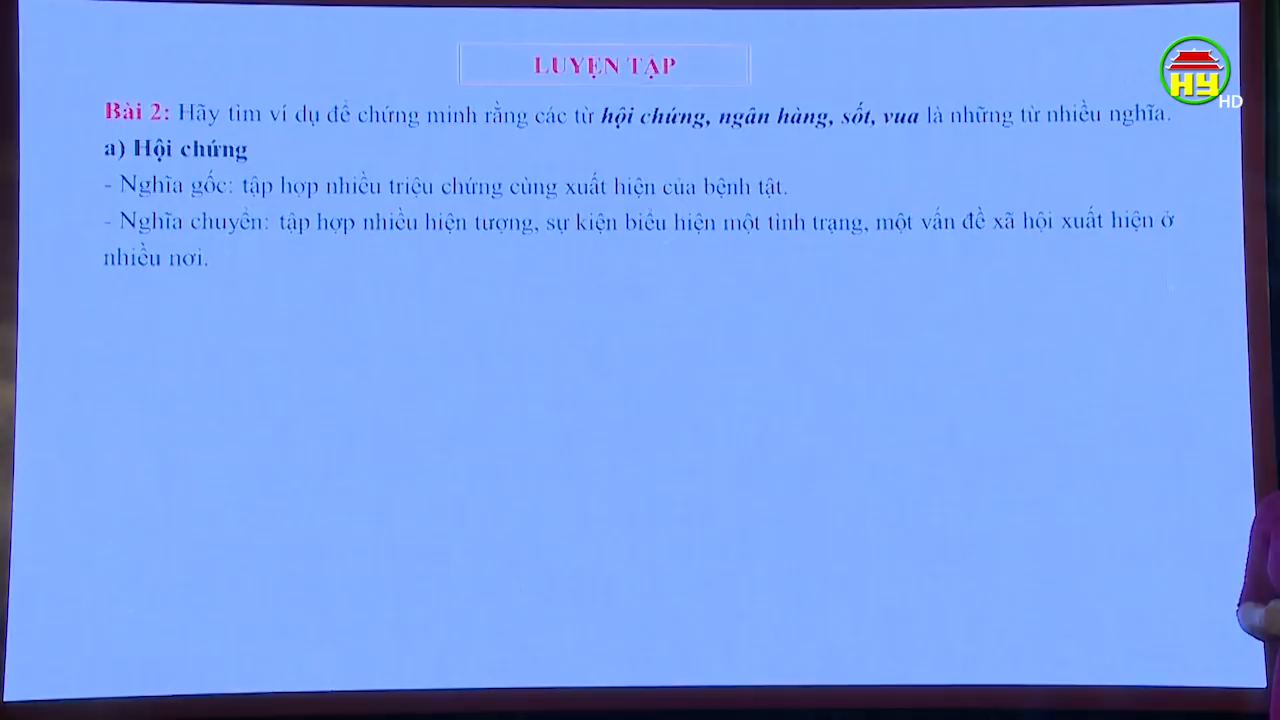 LUYỆN TẬP
HY
HD
Bài 2: Hãy tìm ví dụ để chứng minh rằng các từ hội chứng, ngân hàng, sốt, vua là những từ nhiều nghĩa.
a) Hội chứng
- Nghĩa gốc: tập hợp nhiều triệu chứng cùng xuất hiện của bệnh tật.
- Nghĩa chuyển: tập hợp nhiều hiện tượng, sự kiện biểu hiện một tình trạng, một vấn đề xã hội xuất hiện ở
nhiều nơi.